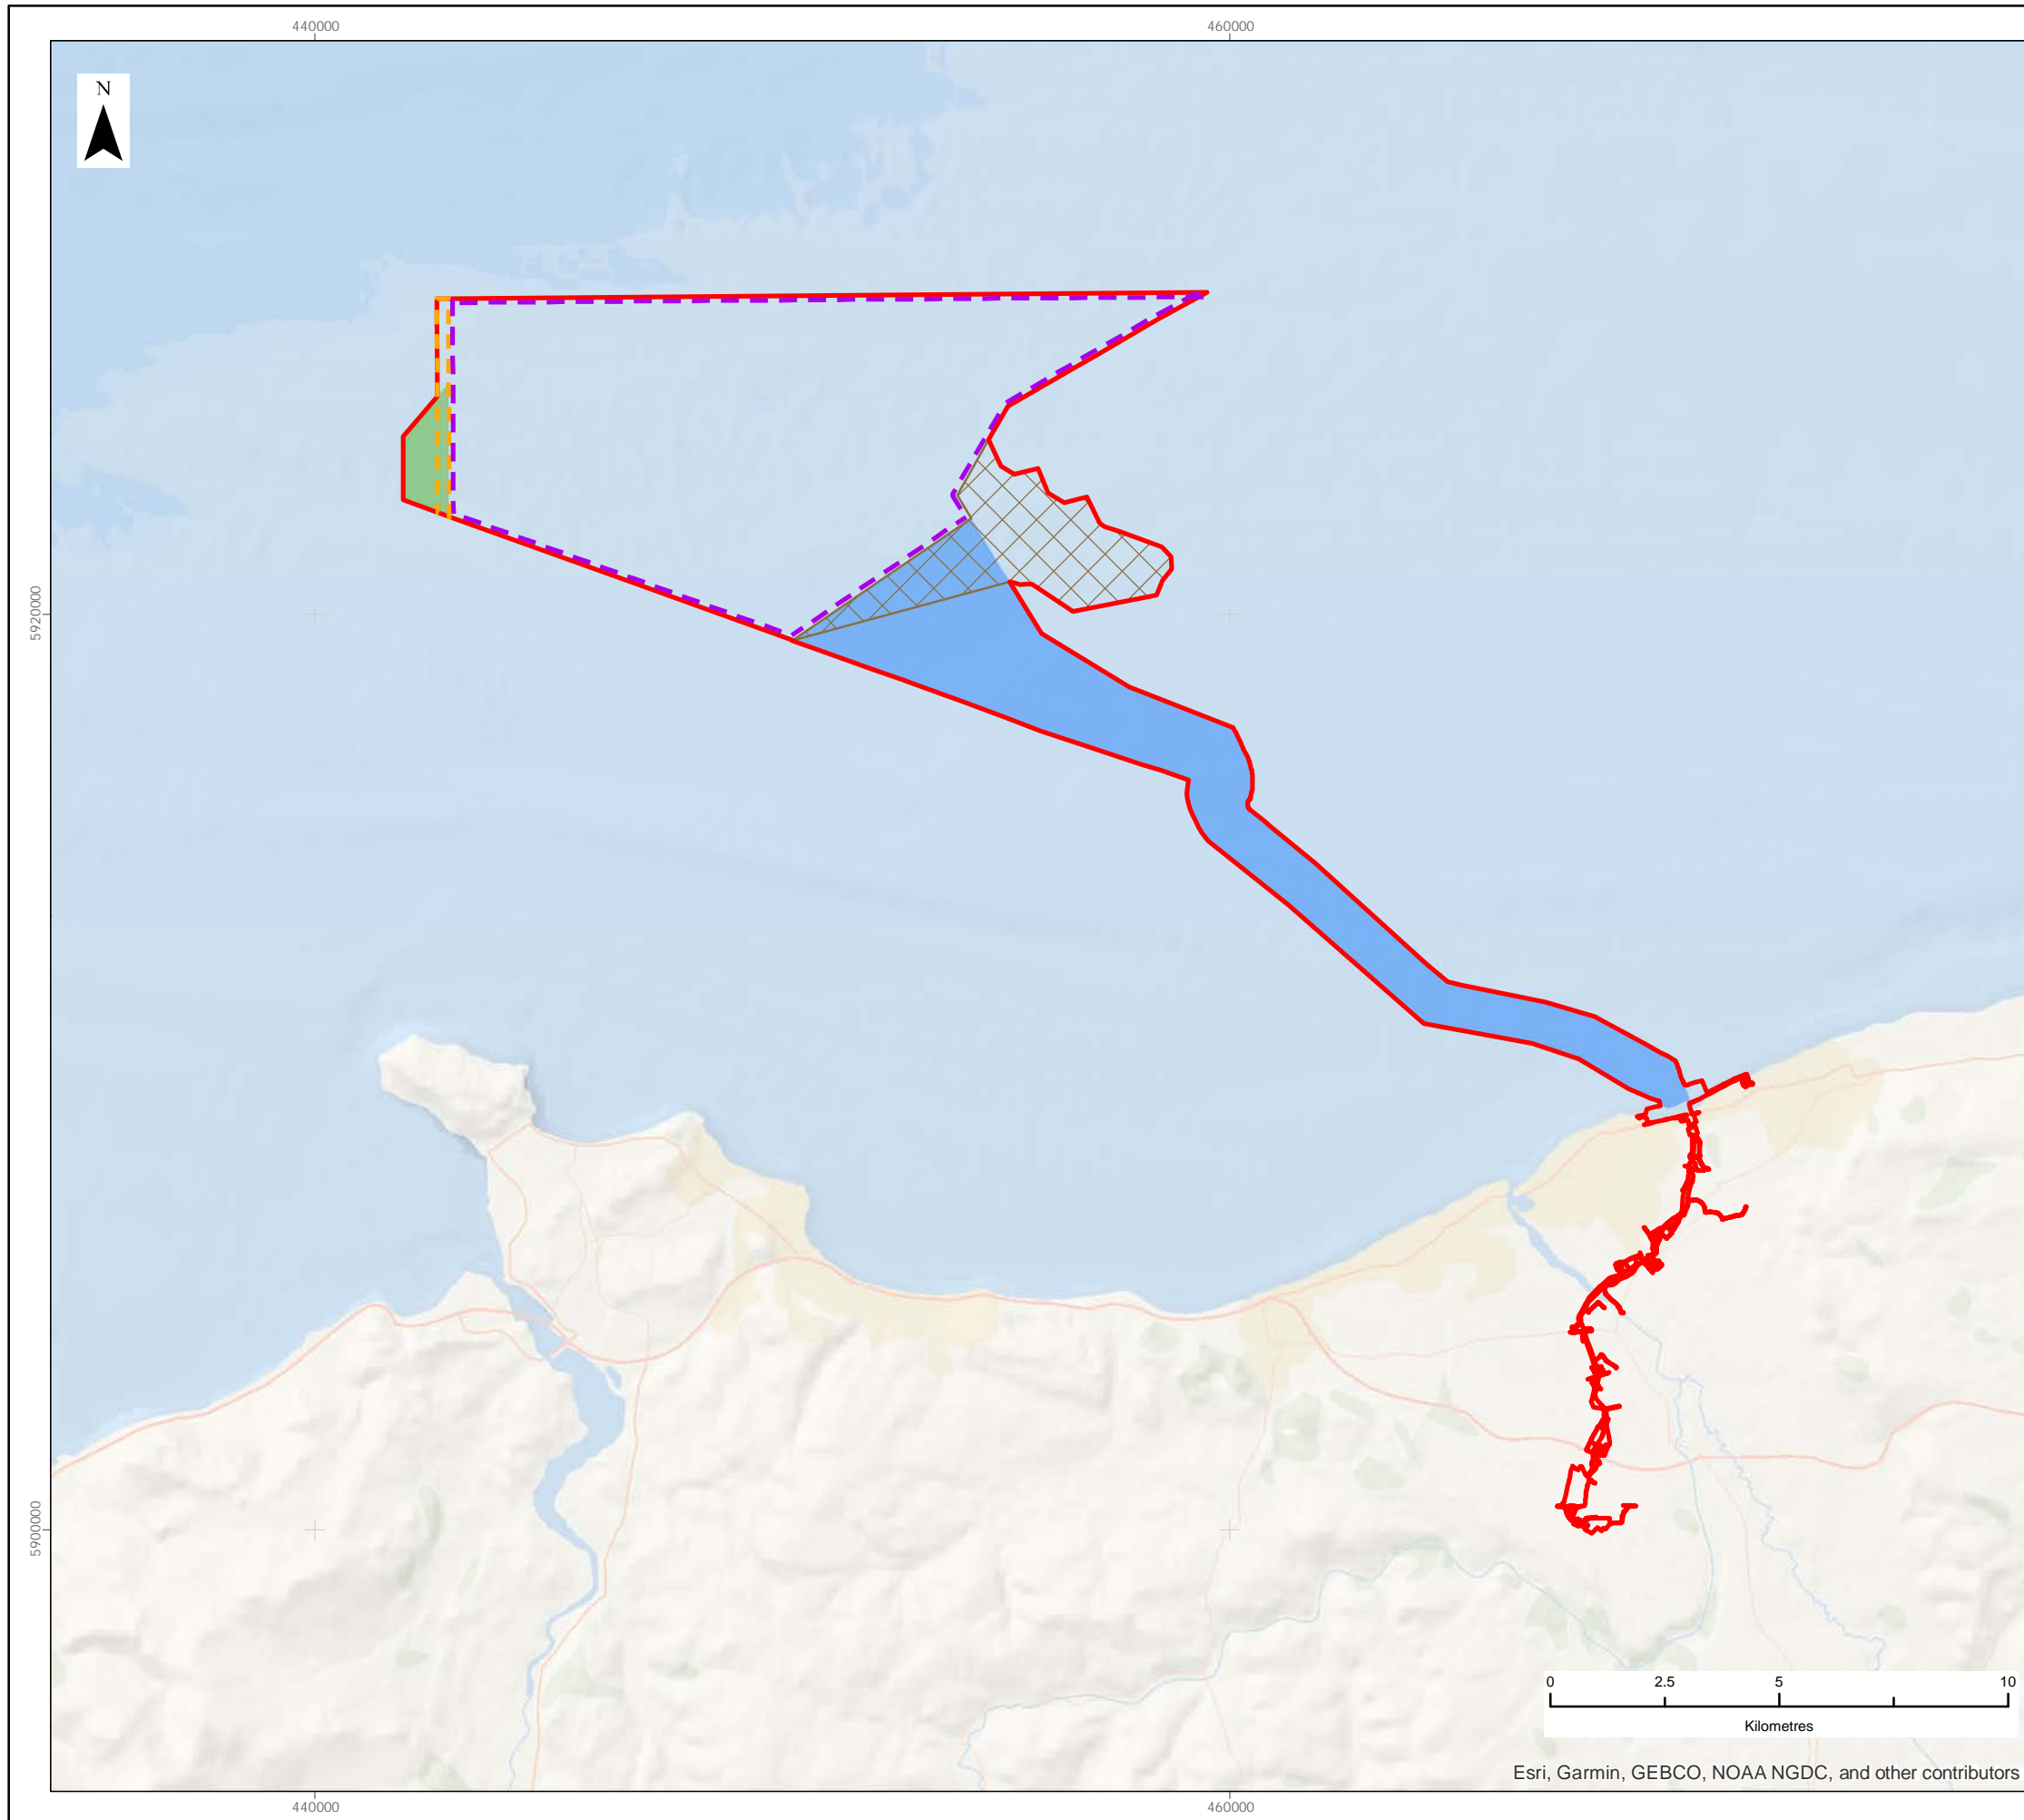 440000
460000
N
5920000
5900000
0 2.5 5 10
Kilometres
Esri, Garmin, GEBCO, NOAA NGDC, and other contributors
440000
460000